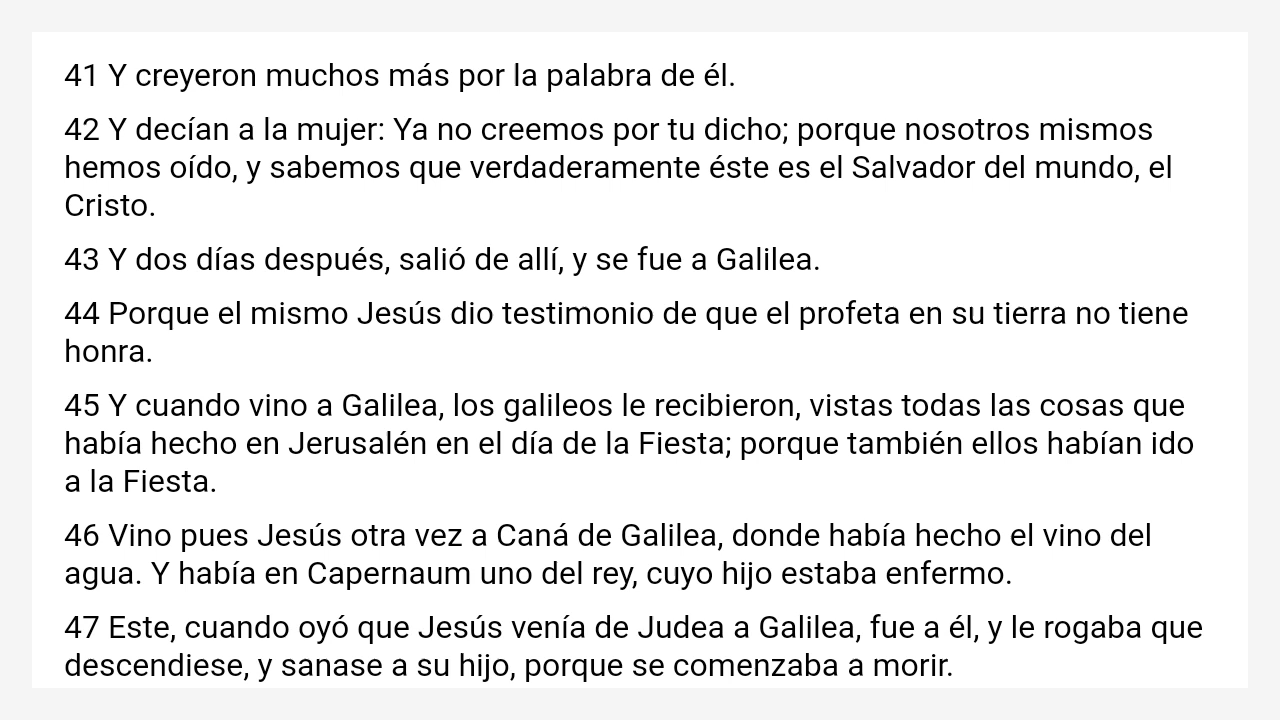 41 Y creyeron muchos más por la palabra de él.
42 Y decían a la mujer: Ya no creemos por tu dicho; porque nosotros mismos
hemos oído, y sabemos que verdaderamente éste es el Salvador del mundo, el
Cristo.
43 Y dos días después, salió de allí, y se fue a Galilea.
44 Porque el mismo Jesús dio testimonio de que el profeta en su tierra no tiene
honra.
45 Y cuando vino a Galilea, los galileos le recibieron, vistas todas las cosas que
había hecho en Jerusalén en el día de la Fiesta; porque también ellos habían ido
a la Fiesta.
46 Vino pues Jesús otra vez a Caná de Galilea, donde había hecho el vino del
agua. Y había en Capernaum uno del rey, cuyo hijo estaba enfermo.
47 Este, cuando oyó que Jesús venía de Judea a Galilea, fue a él, y le rogaba que
descendiese, y sanase a su hijo, porque se comenzaba a morir.